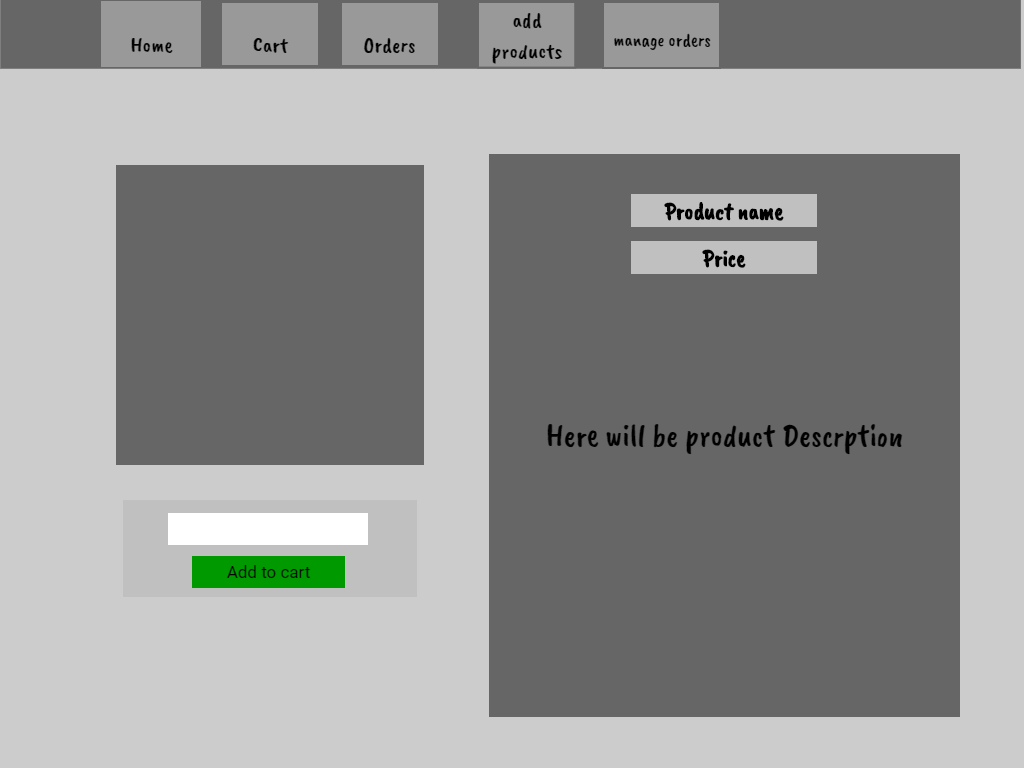 Home
Cart
Orders
add
products
manage orders
Product name
Price
Here will be product Descrption
Add to cart